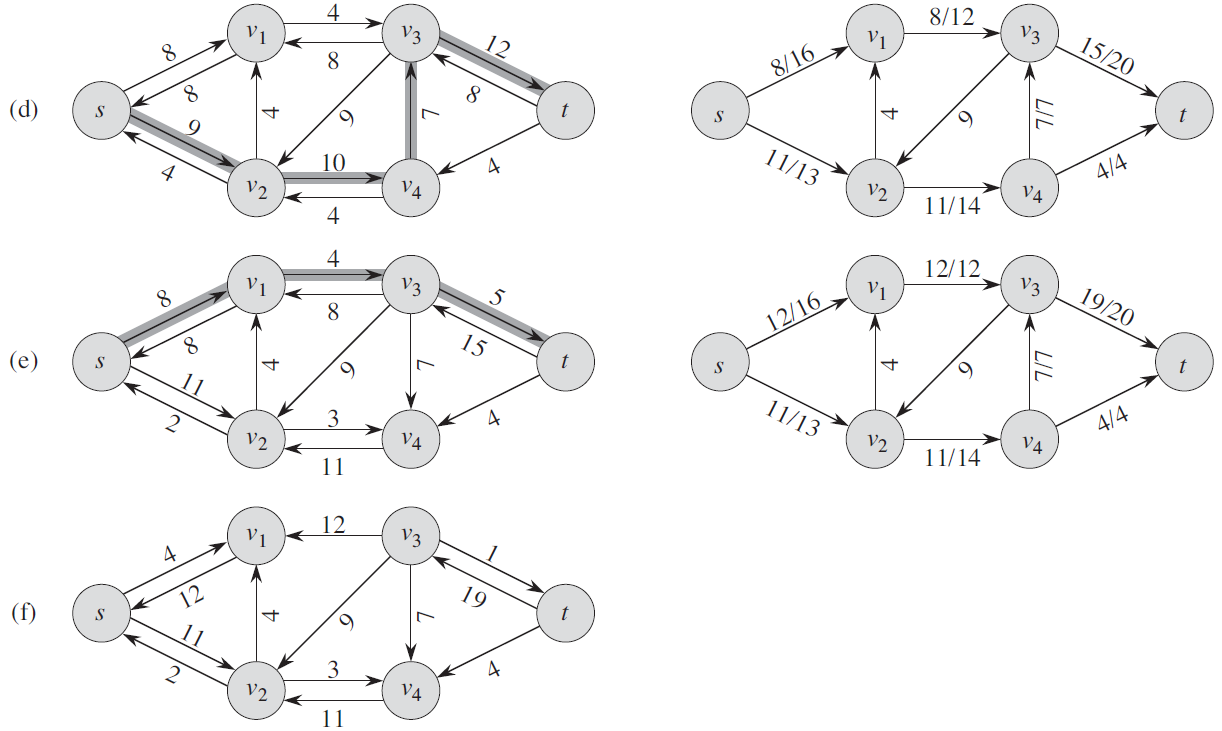 (d)
4
v1 v3
8 8 12
8 8
s t
9 4 9 7
10
4 v2 v4 4
4
8/12
v1 v3
8/16 15/20
s t
4 9 7/7
11/13 v2 v4 4/4
11/14
(e)
4
v1 v3
8 8 5
8 15
s t
11 4 9 7
3
2 v2 v4 4
11
12/12
v1 v3
12/16 19/20
s t
4 9 7/7
11/13 v2 v4 4/4
11/14
(f)
v1 12 v3
4 1
12 19
s t
11 4 9 7
3
2 v2 v4 4
11